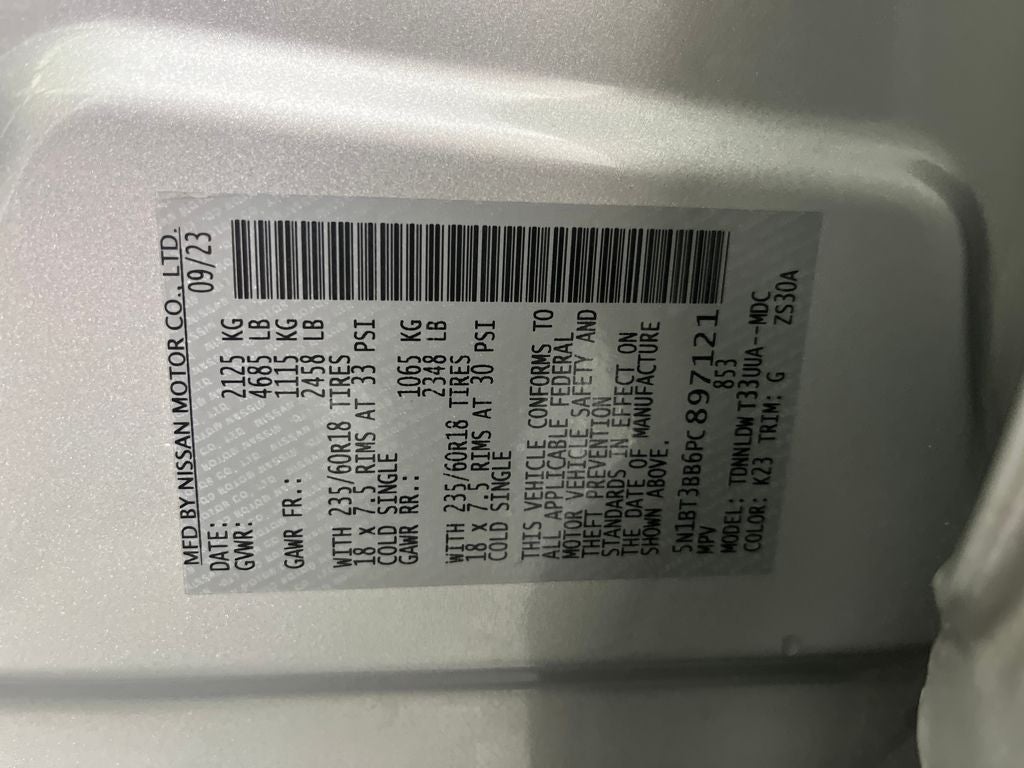 MFD BY NISSAN MOTOR CO., LTD.
DATE: 09/23
GVWR: 2125 KG
4685 LB
GAWR FR.: 1115 KG
2458 LB
WITH 235/60R18 TIRES
18 X 7.5 RIMS AT 33 PSI
COLD SINGLE
GAWR RR.: 1065 KG
2348 LB
WITH 235/60R18 TIRES
18 X 7.5 RIMS AT 30 PSI
COLD SINGLE
THIS VEHICLE CONFORMS TO
ALL APPLICABLE FEDERAL
MOTOR VEHICLE SAFETY AND
THEFT PREVENTION
STANDARDS IN EFFECT ON
THE DATE OF MANUFACTURE
SHOWN ABOVE.
5N1BT3BB6PC897121
MPV 853
MODEL: TDNNLDW T33UUA--MDC
COLOR: K23 TRIM: G ZS30A